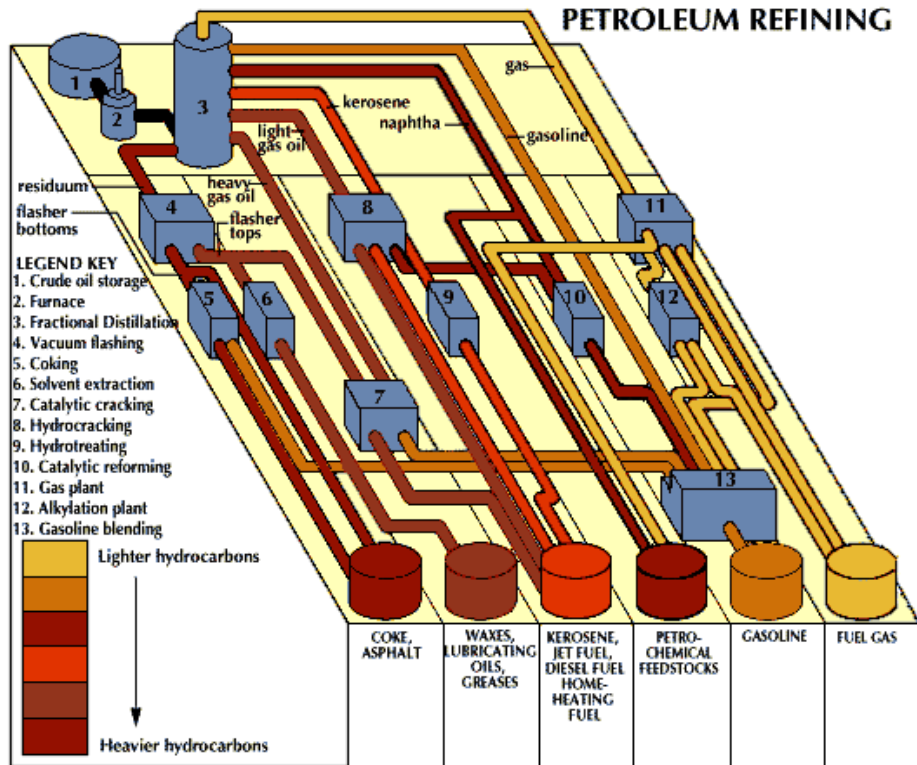 PETROLEUM REFINING
gas
1
2
3
kerosene
naphtha
light
gas oil
gasoline
residuum
heavy
gas oil
flasher
bottoms
flasher
tops
4
8
11
LEGEND KEY
1. Crude oil storage
2. Furnace
3. Fractional Distillation
4. Vacuum flashing
5. Coking
6. Solvent extraction
7. Catalytic cracking
8. Hydrocracking
9. Hydrotreating
10. Catalytic reforming
11. Gas plant
12. Alkylation plant
13. Gasoline blending
5
6
9
10
12
7
13
Lighter hydrocarbons
Heavier hydrocarbons
COKE,
ASPHALT
WAXES,
LUBRICATING
OILS,
GREASES
KEROSENE,
JET FUEL,
DIESEL FUEL
HOME-
HEATING
FUEL
PETRO-
CHEMICAL
FEEDSTOCKS
GASOLINE
FUEL GAS